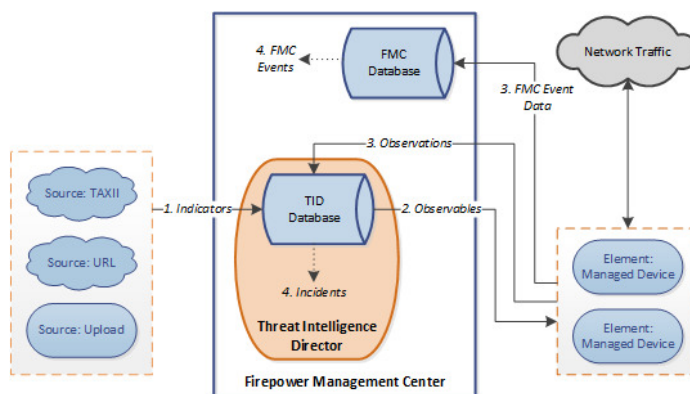 4. FMC
Events
FMC
Database
Network Traffic
3. FMC Event
Data
3. Observations
Source: TAXII
1. Indicators
TID
Database
2. Observables
Source: URL
Element:
Managed Device
4. Incidents
Source: Upload
Threat Intelligence
Director
Element:
Managed Device
Firepower Management Center